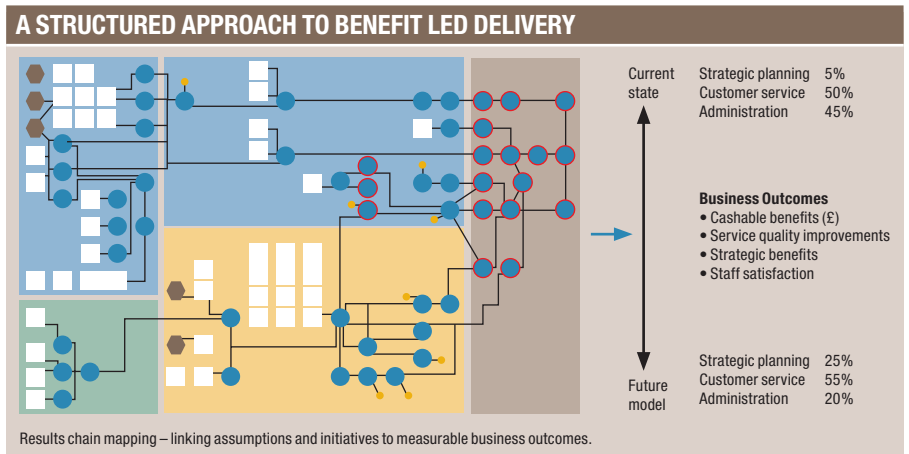 A STRUCTURED APPROACH TO BENEFIT LED DELIVERY
Current state
Strategic planning 5%
Customer service 50%
Administration 45%
Business Outcomes
• Cashable benefits (£)
• Service quality improvements
• Strategic benefits
• Staff satisfaction
Future model
Strategic planning 25%
Customer service 55%
Administration 20%
Results chain mapping – linking assumptions and initiatives to measurable business outcomes.